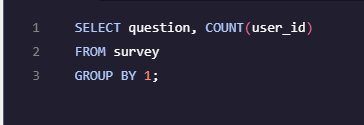 1 SELECT question, COUNT(user_id)
2 FROM survey
3 GROUP BY 1;